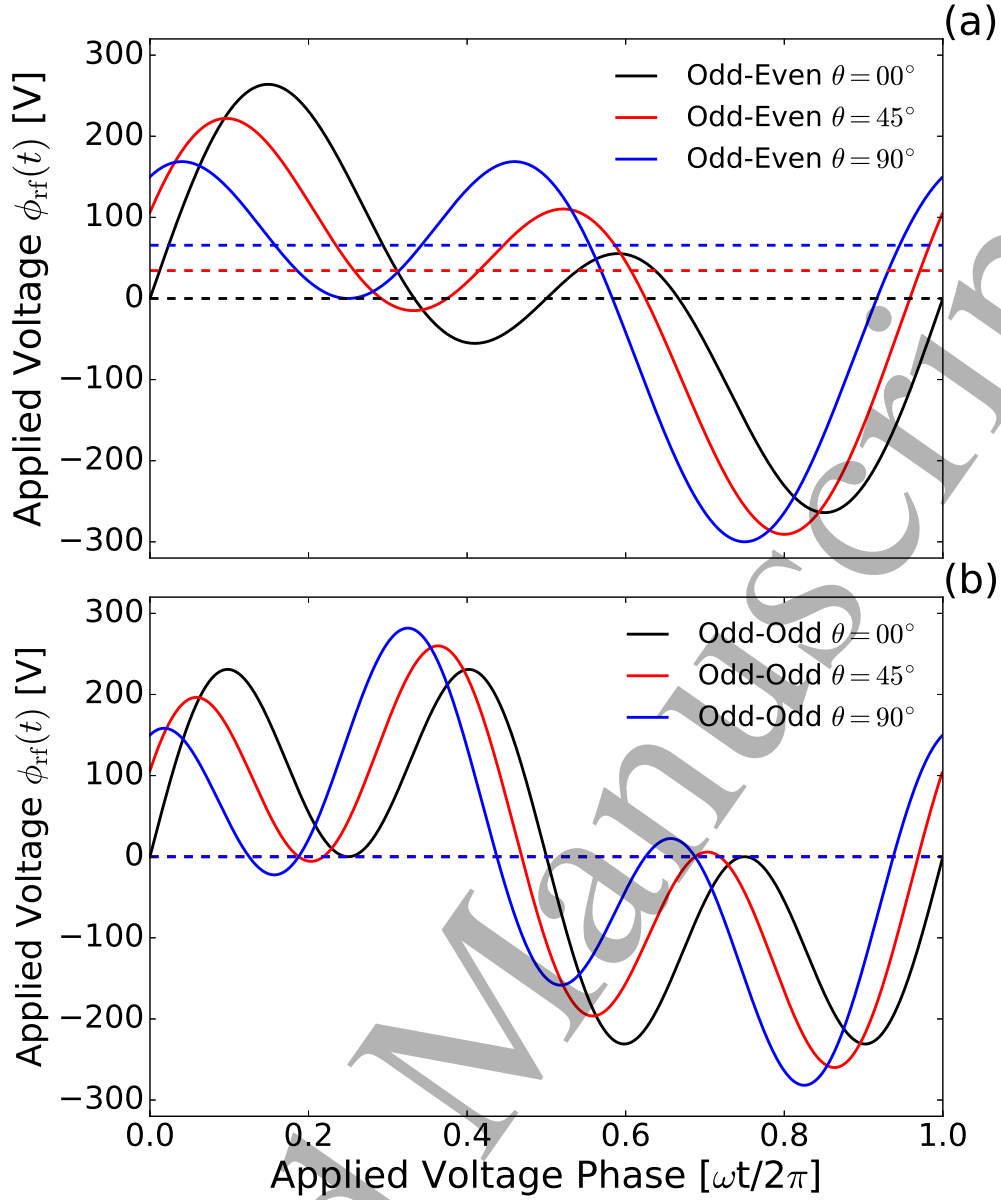 (a)
300
200
100
0
−100
−200
−300
Applied Voltage ϕrf(t) [V]
Odd-Even θ = 00°
Odd-Even θ = 45°
Odd-Even θ = 90°
(b)
300
200
100
0
−100
−200
−300
Applied Voltage ϕrf(t) [V]
Odd-Odd θ = 00°
Odd-Odd θ = 45°
Odd-Odd θ = 90°
0.0 0.2 0.4 0.6 0.8 1.0
Applied Voltage Phase [ωt/2π]
Manuscrip